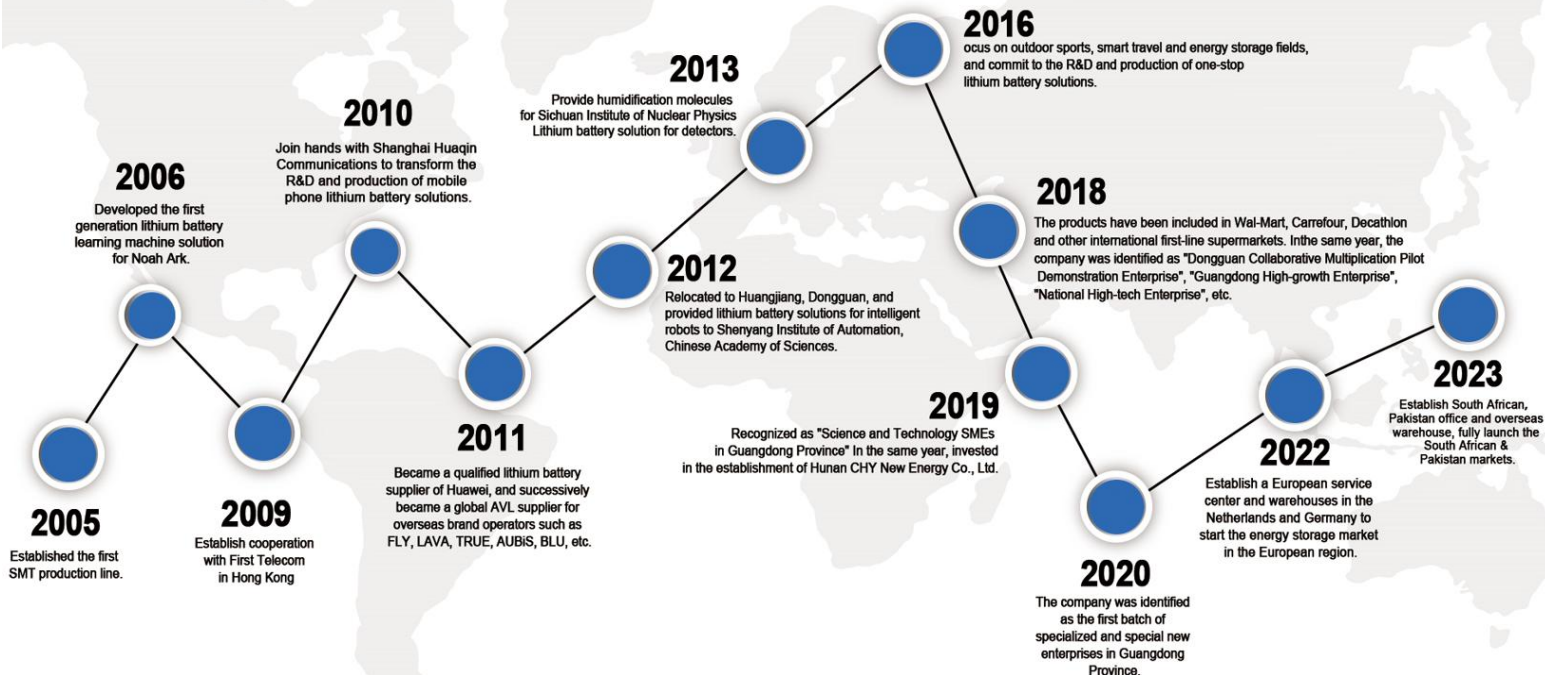 2005
Established the first
SMT production line.
2006
Developed the first
generation lithium battery
learning machine solution
for Noah Ark.
2009
Establish cooperation
with First Telecom
in Hong Kong
2010
Join hands with Shanghai Huaqin
Communications to transform the
R&D and production of mobile
phone lithium battery solutions.
2011
Became a qualified lithium battery
supplier of Huawei, and successively
became a global AVL supplier for
overseas brand operators such as
FLY, LAVA, TRUE, AUBiS, BLU, etc.
2012
Relocated to Huangjiang, Dongguan, and
provided lithium battery solutions for intelligent
robots to Shenyang Institute of Automation,
Chinese Academy of Sciences.
2013
Provide humidification molecules
for Sichuan Institute of Nuclear Physics
Lithium battery solution for detectors.
2016
ocus on outdoor sports, smart travel and energy storage fields,
and commit to the R&D and production of one-stop
lithium battery solutions.
2018
The products have been included in Wal-Mart, Carrefour, Decathlon
and other international first-line supermarkets. Inthe same year, the
company was identified as "Dongguan Collaborative Multiplication Pilot
Demonstration Enterprise", "Guangdong High-growth Enterprise",
"National High-tech Enterprise", etc.
2019
Recognized as "Science and Technology SMEs
in Guangdong Province" In the same year, invested
in the establishment of Hunan CHY New Energy Co., Ltd.
2020
The company was identified
as the first batch of
specialized and special new
enterprises in Guangdong
Province.
2022
Establish a European service
center and warehouses in the
Netherlands and Germany to
start the energy storage market
in the European region.
2023
Establish South African,
Pakistan office and overseas
warehouse, fully launch the
South African &
Pakistan markets.